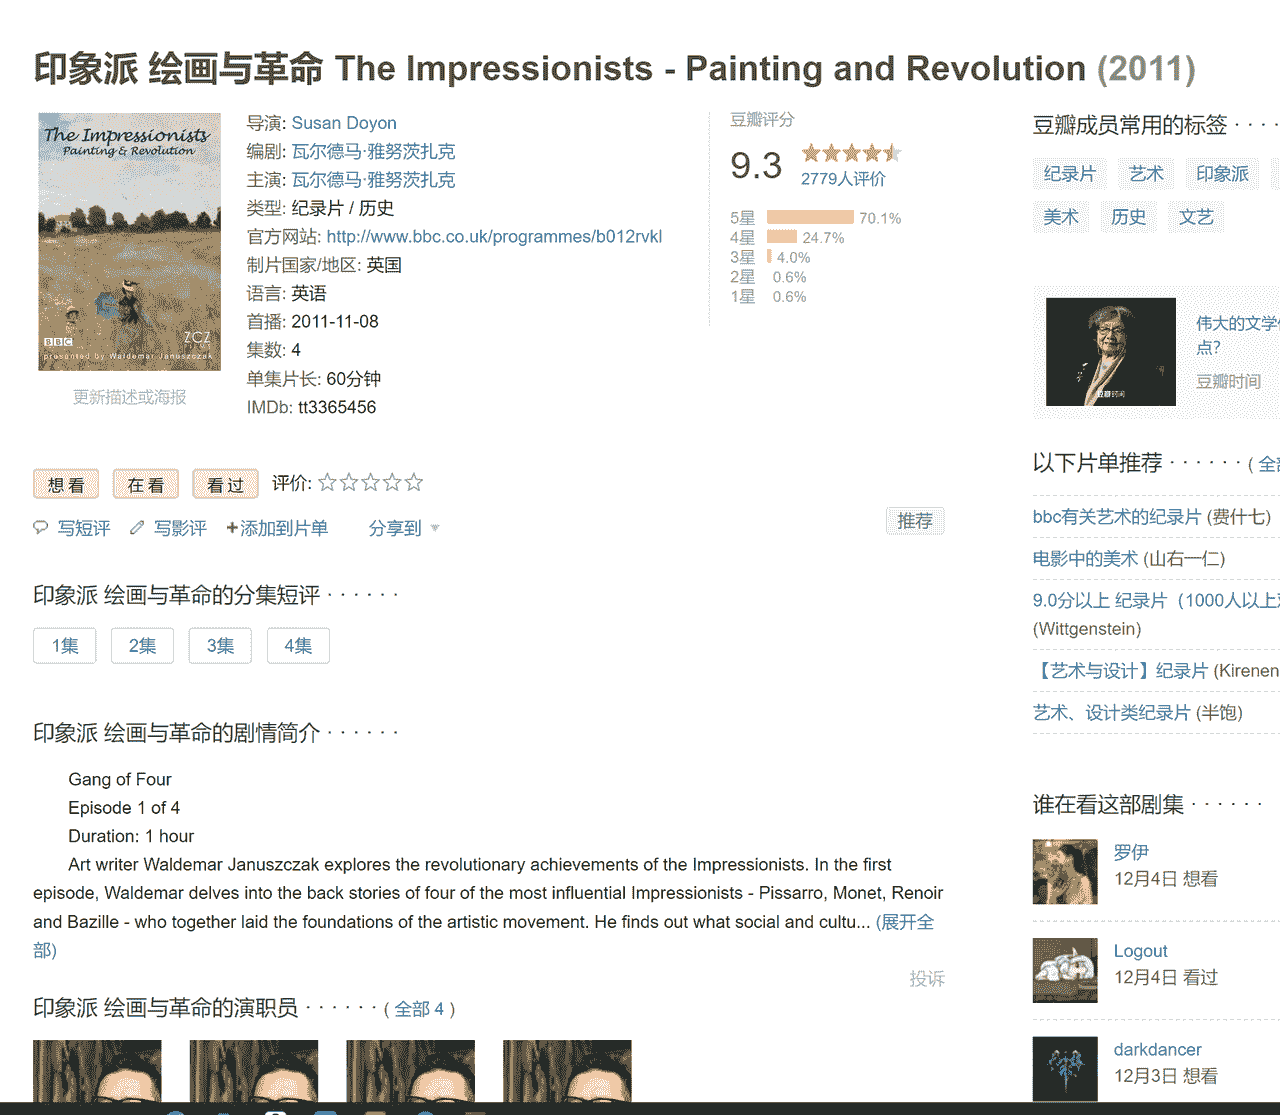 印象派 绘画与革命 The Impressionists - Painting and Revolution (2011)
The Impressionists
Painting & Revolution
BBC
ZCZ
presented by Waldemar Januszczak
更新描述或海报
导演: Susan Doyon
编剧: 瓦尔德马·雅努茨扎克
主演: 瓦尔德马·雅努茨扎克
类型: 纪录片 / 历史
官方网站: http://www.bbc.co.uk/programmes/b012rvkl
制片国家/地区: 英国
语言: 英语
首播: 2011-11-08
集数: 4
单集片长: 60分钟
IMDb: tt3365456
豆瓣评分
9.3
2779人评价
5星 70.1%
4星 24.7%
3星 4.0%
2星 0.6%
1星 0.6%
想看 在看 看过 评价:
写短评 写影评 +添加到片单 分享到
推荐
印象派 绘画与革命的分集短评 · · · · · ·
1集 2集 3集 4集
印象派 绘画与革命的剧情简介 · · · · · ·
Gang of Four
Episode 1 of 4
Duration: 1 hour
Art writer Waldemar Januszczak explores the revolutionary achievements of the Impressionists. In the first
episode, Waldemar delves into the back stories of four of the most influential Impressionists - Pissarro, Monet, Renoir
and Bazille - who together laid the foundations of the artistic movement. He finds out what social and cultu... (展开全
部)
投诉
印象派 绘画与革命的演职员 · · · · · · ( 全部 4 )
豆瓣成员常用的标签 · · · ·
纪录片 艺术 印象派
美术 历史 文艺
伟大的文学
点?
豆瓣时间
豆瓣时间
以下片单推荐 · · · · · · ( 全
bbc有关艺术的纪录片 (费什七)
电影中的美术 (山右一仁)
9.0分以上 纪录片（1000人以上
(Wittgenstein)
【艺术与设计】纪录片 (Kirenen
艺术、设计类纪录片 (半饱)
谁在看这部剧集 · · · · · ·
罗伊
12月4日 想看
Logout
12月4日 看过
darkdancer
12月3日 想看